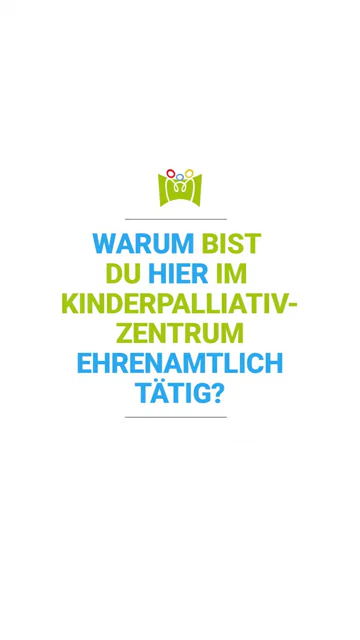 WARUM BIST
DU HIER IM
KINDERPALLIATIV-
ZENTRUM
EHRENAMTLICH
TÄTIG?